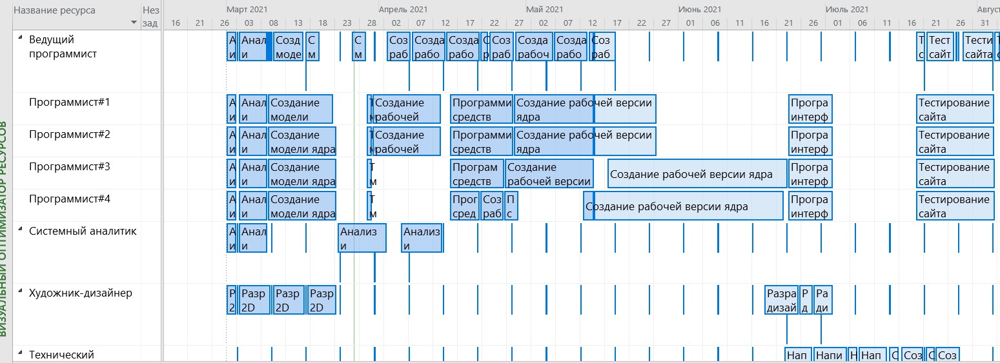 ВИЗУАЛЬНЫЙ ОПТИМИЗАТОР РЕСУРСОВ
Название ресурса
Нез
зад
Март 2021 Апрель 2021 Май 2021 Июнь 2021 Июль 2021 Август
16 21 26 03 08 13 18 23 28 02 07 12 17 22 27 02 07 12 17 22 27 01 06 11 16 21 26 01 06 11 16 21 26 31
Ведущий
программист
А Анал Созд С С Соз Созда Созда С Соз Созда Созда Соз Т Тест Тести Т
и и моде м м раб рабо рабо р раб рабоч рабо раб с сайт сайта с
Программист#1
А Анал Создание Т Создание Программи Создание рабочей версии Програ Тестирование
и и модели м рабочей средств ядра интерф сайта
Программист#2
А Анал Создание Т Создание Программи Создание рабочей версии Програ Тестирование
и и модели ядра м рабочей средств ядра интерф сайта
Программист#3
А Анал Создание Т Програм Создание Создание рабочей версии ядра Програ Тестирование
и и модели ядра м средств рабочей версии интерф сайта
Программист#4
А Анал Создание Т Прог Соз П Создание рабочей версии ядра Програ Тестирование
и и модели ядра м сред раб с интерф сайта
Системный аналитик
А Анал Анализ Анализ
и и и и
Художник-дизайнер
Р Разр Разр Разр Разра Р Ра
2 2D 2D 2D дизай д ди
Технический
Нап Напи Н Нап С Соз С Соз